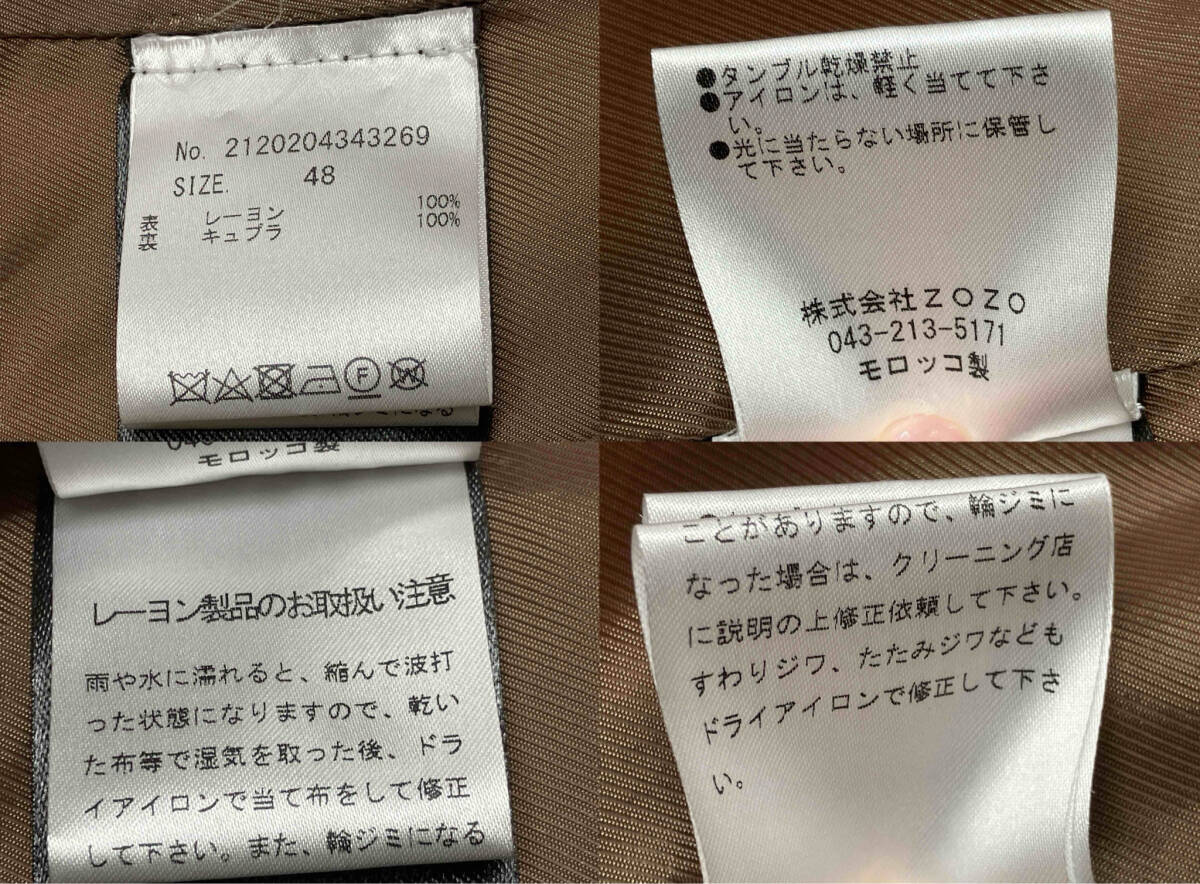 No. 2120204343269
SIZE. 48
表 レーヨン 100%
裏 キュプラ 100%
F
●タンブル乾燥禁止
●アイロンは、軽く当てて下さ
い。
●光に当たらない場所に保管し
て下さい。
株式会社ZOZO
043-213-5171
モロッコ製
モロッコ製
レーヨン製品のお取扱い注意
雨や水に濡れると、縮んで波打
った状態になりますので、乾い
た布等で湿気を取った後、ドラ
イアイロンで当て布をして修正
して下さい。また、輪ジミになる
ことがありますので、輪ジミに
なった場合は、クリーニング店
に説明の上修正依頼して下さい。
すわりジワ、たたみジワなども
ドライアイロンで修正して下さ
い。